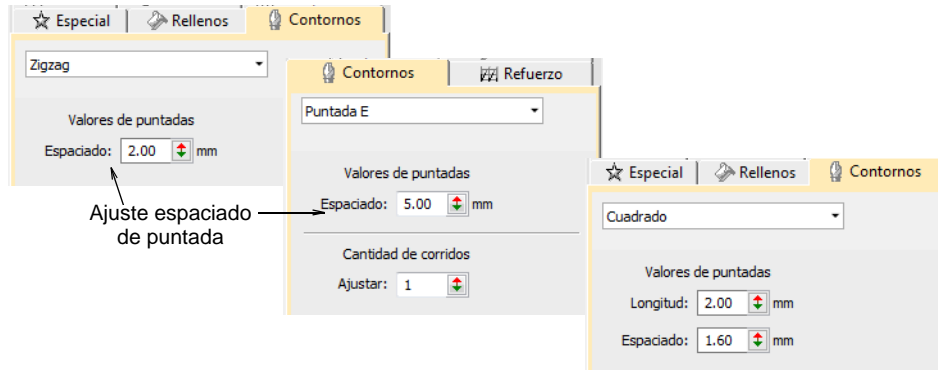 Especial Rellenos Contornos
Zigzag
Valores de puntadas
Espaciado: 2.00 mm
Contornos Refuerzo
Puntada E
Valores de puntadas
Espaciado: 5.00 mm
Cantidad de corridos
Ajustar: 1
Ajuste espaciado
de puntada
Especial Rellenos Contornos
Cuadrado
Valores de puntadas
Longitud: 2.00 mm
Espaciado: 1.60 mm